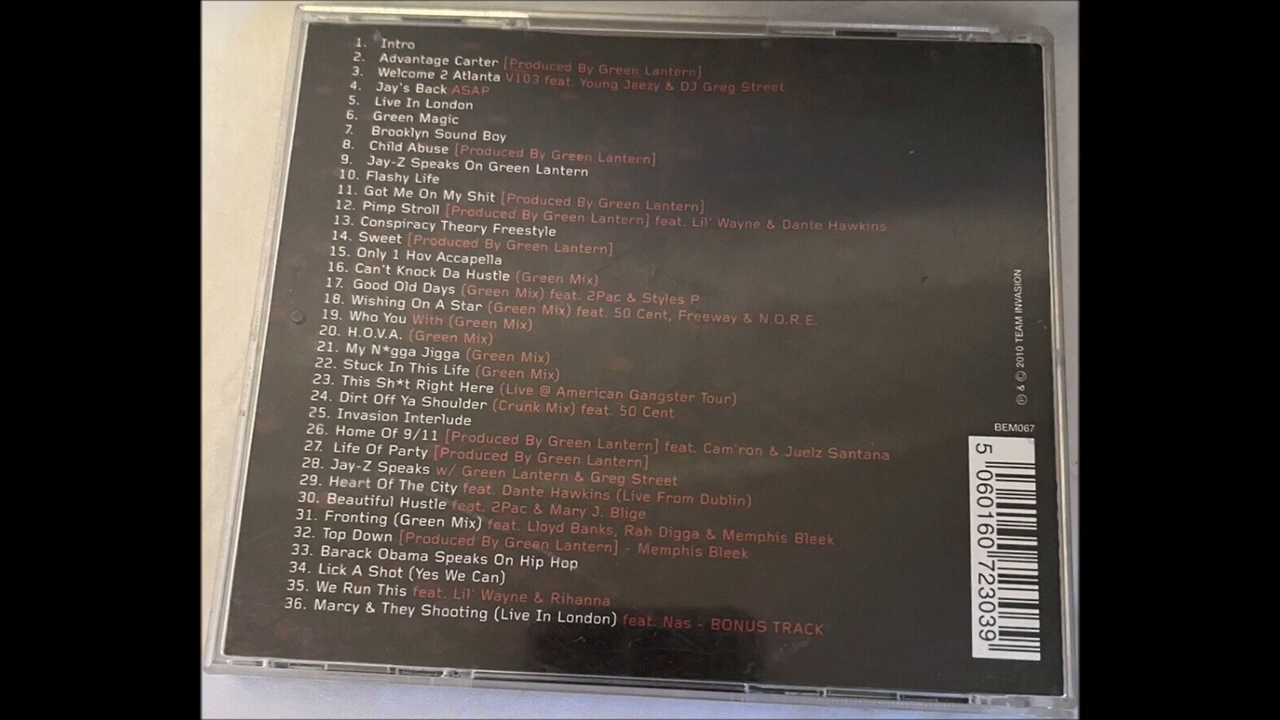 1. Intro
2. Advantage Carter [Produced By Green Lantern]
3. Welcome 2 Atlanta V103 feat. Young Jeezy & DJ Greg Street
4. Jay's Back ASAP
5. Live In London
6. Green Magic
7. Brooklyn Sound Boy
8. Child Abuse [Produced By Green Lantern]
9. Jay-Z Speaks On Green Lantern
10. Flashy Life
11. Got Me On My Shit [Produced By Green Lantern]
12. Pimp Stroll [Produced By Green Lantern] feat. Lil' Wayne & Dante Hawkins
13. Conspiracy Theory Freestyle
14. Sweet [Produced By Green Lantern]
15. Only 1 Hov Accapella
16. Can't Knock Da Hustle (Green Mix)
17. Good Old Days (Green Mix) feat. 2Pac & Styles P
18. Wishing On A Star (Green Mix) feat. 50 Cent, Freeway & N.O.R.E.
19. Who You With (Green Mix)
20. H.O.V.A. (Green Mix)
21. My N*gga Jigga (Green Mix)
22. Stuck In This Life (Green Mix)
23. This Sh*t Right Here (Live @ American Gangster Tour)
24. Dirt Off Ya Shoulder (Crunk Mix) feat. 50 Cent
25. Invasion Interlude
26. Home Of 9/11 [Produced By Green Lantern] feat. Cam'ron & Juelz Santana
27. Life Of Party [Produced By Green Lantern]
28. Jay-Z Speaks w/ Green Lantern & Greg Street
29. Heart Of The City feat. Dante Hawkins (Live From Dublin)
30. Beautiful Hustle feat. 2Pac & Mary J. Blige
31. Fronting (Green Mix) feat. Lloyd Banks, Rah Digga & Memphis Bleek
32. Top Down [Produced By Green Lantern] - Memphis Bleek
33. Barack Obama Speaks On Hip Hop
34. Lick A Shot (Yes We Can)
35. We Run This feat. Lil' Wayne & Rihanna
36. Marcy & They Shooting (Live In London) feat. Nas - BONUS TRACK
℗ & © 2010 TEAM INVASION
BEM067
5 060160 723039